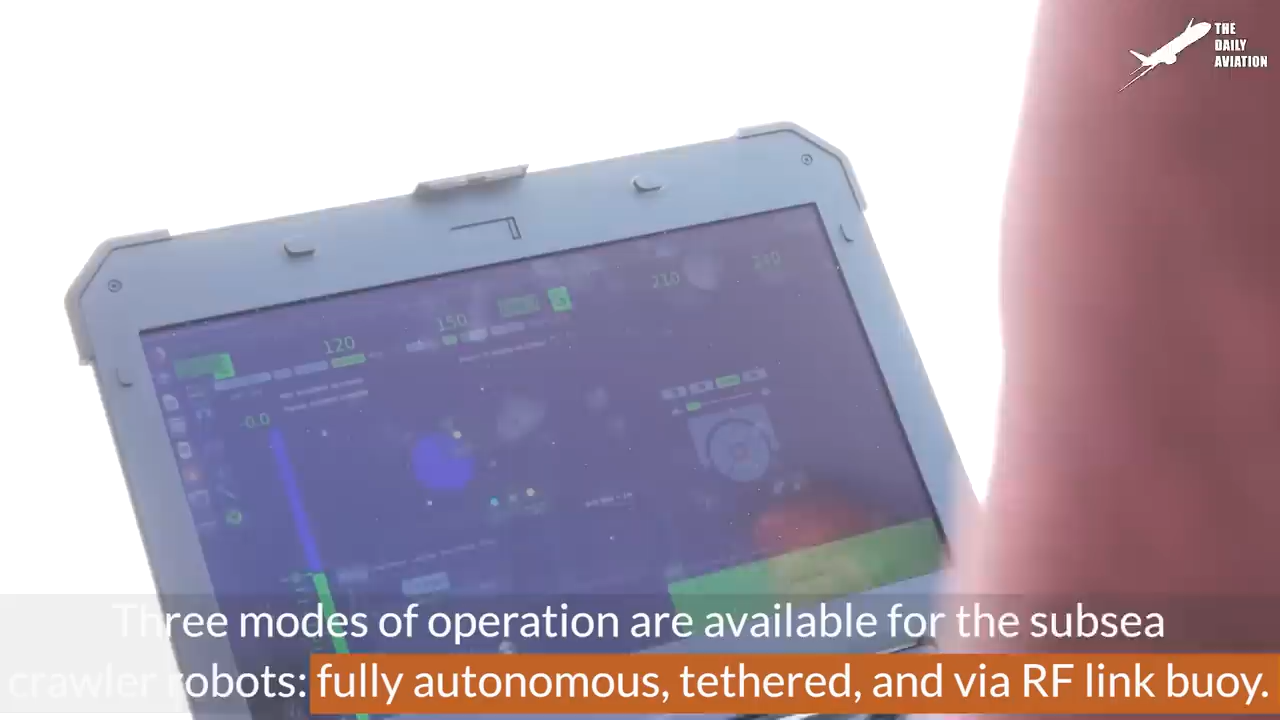 THE
DAILY
AVIATION
120
150
210
240
-0.0
Three modes of operation are available for the subsea
crawler robots: fully autonomous, tethered, and via RF link buoy.